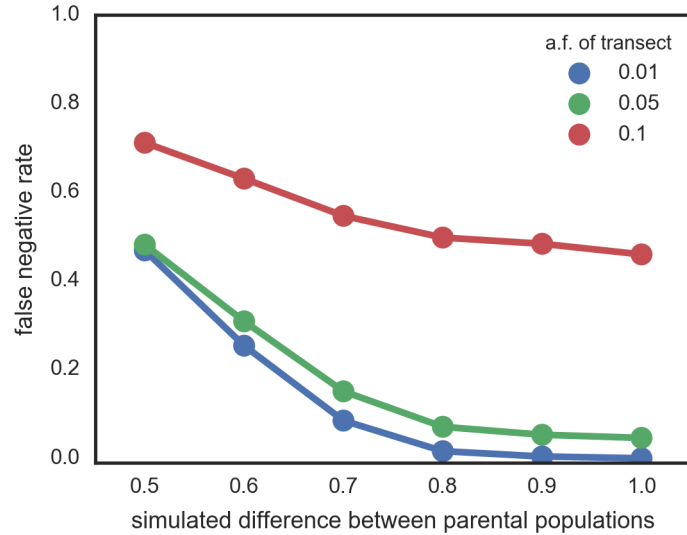 1.0
0.8
0.6
0.4
0.2
0.0
false negative rate
a.f. of transect
0.01
0.05
0.1
0.5 0.6 0.7 0.8 0.9 1.0
simulated difference between parental populations